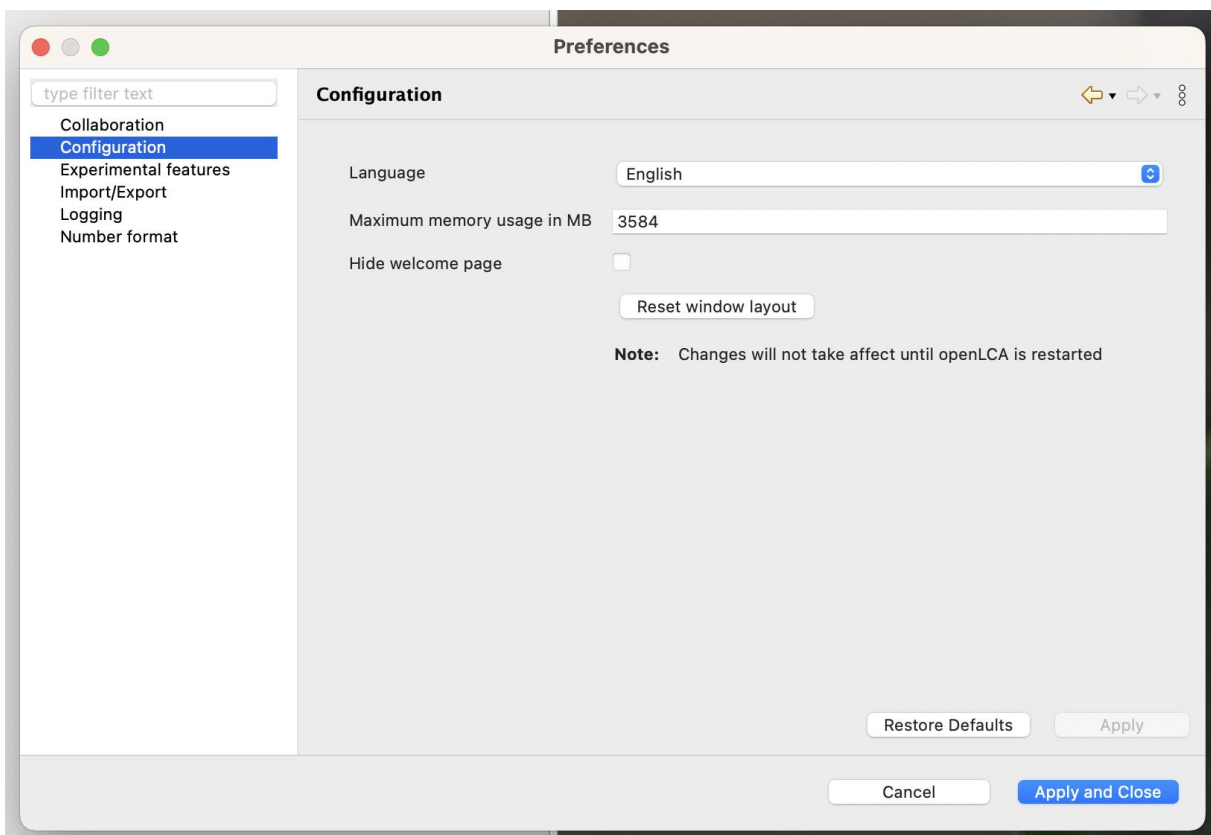 Preferences
type filter text
Collaboration
Configuration
Experimental features
Import/Export
Logging
Number format
Configuration
Language English
Maximum memory usage in MB 3584
Hide welcome page
Reset window layout
Note: Changes will not take affect until openLCA is restarted
Restore Defaults Apply
Cancel Apply and Close